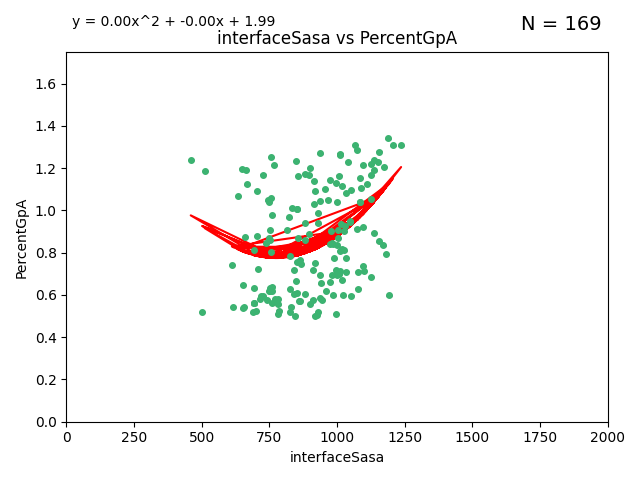 y = 0.00x^2 + -0.00x + 1.99
N = 169
interfaceSasa vs PercentGpA
PercentGpA
1.6
1.4
1.2
1.0
0.8
0.6
0.4
0.2
0.0
0 250 500 750 1000 1250 1500 1750 2000
interfaceSasa